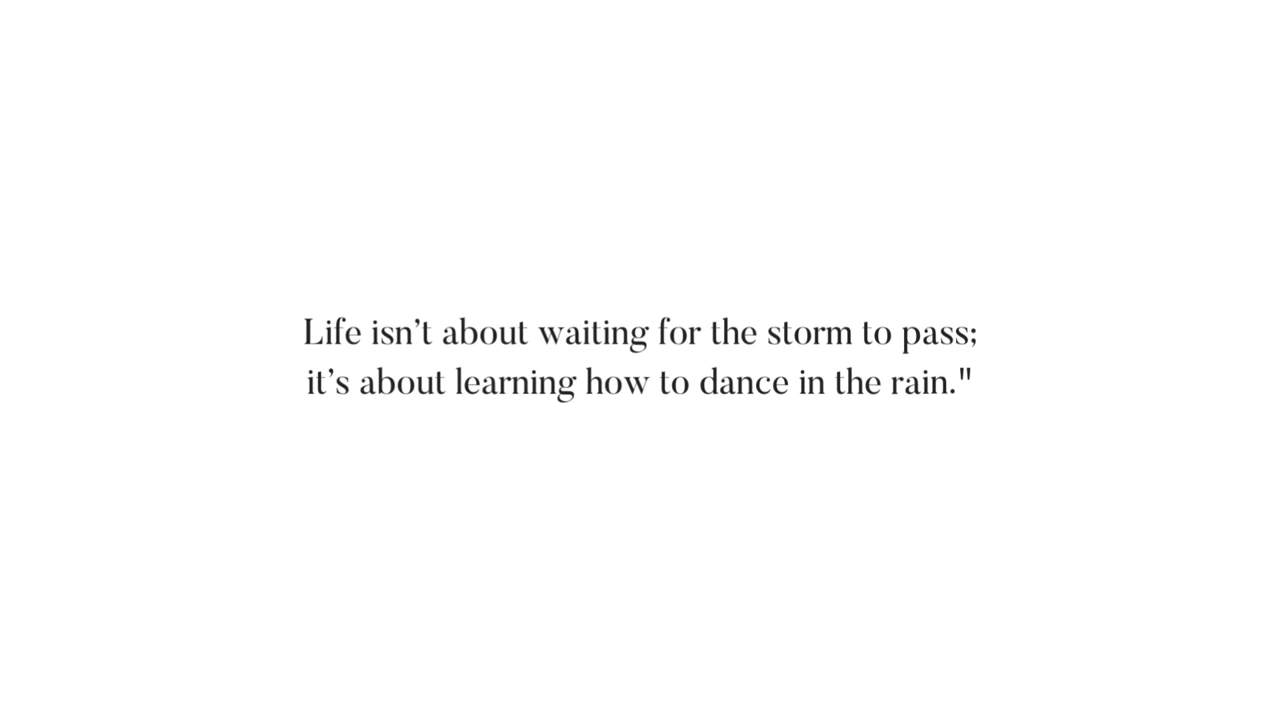 Life isn’t about waiting for the storm to pass;
it’s about learning how to dance in the rain."